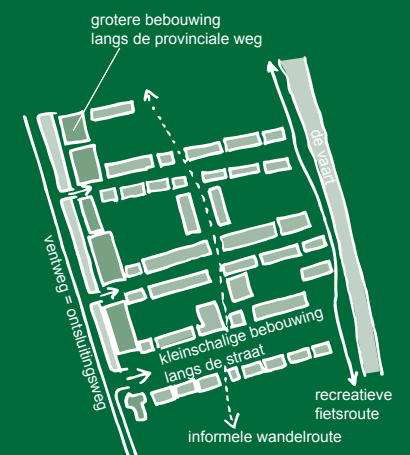 grotere bebouwing
langs de provinciale weg
de vaart
ventweg = ontsluitingsweg
kleinschalige bebouwing
langs de straat
recreatieve
fietsroute
informele wandelroute